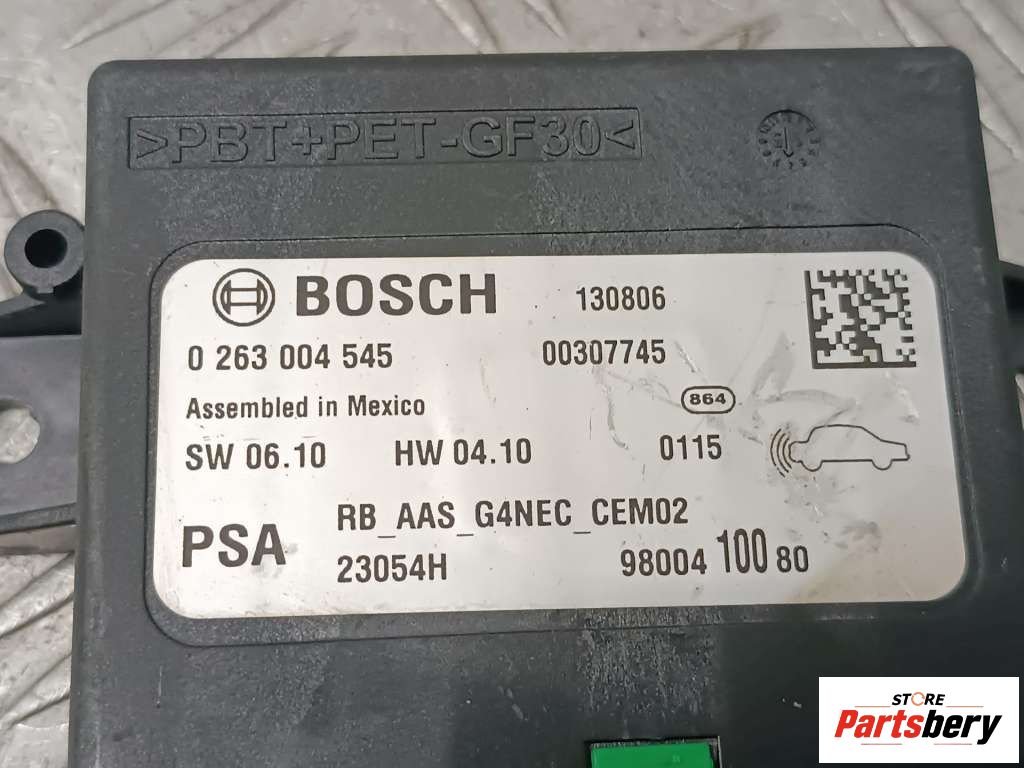 >PBT+PET-GF30<
BOSCH 130806
0 263 004 545 00307745
Assembled in Mexico 864
SW 06.10 HW 04.10 0115
PSA RB_AAS_G4NEC_CEM02
23054H 98004 100 80
STORE
Partsbery